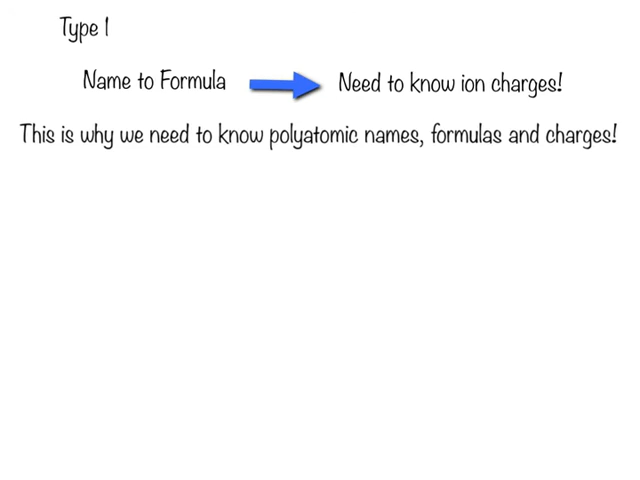 Type 1
Name to Formula Need to know ion charges!
This is why we need to know polyatomic names, formulas and charges!